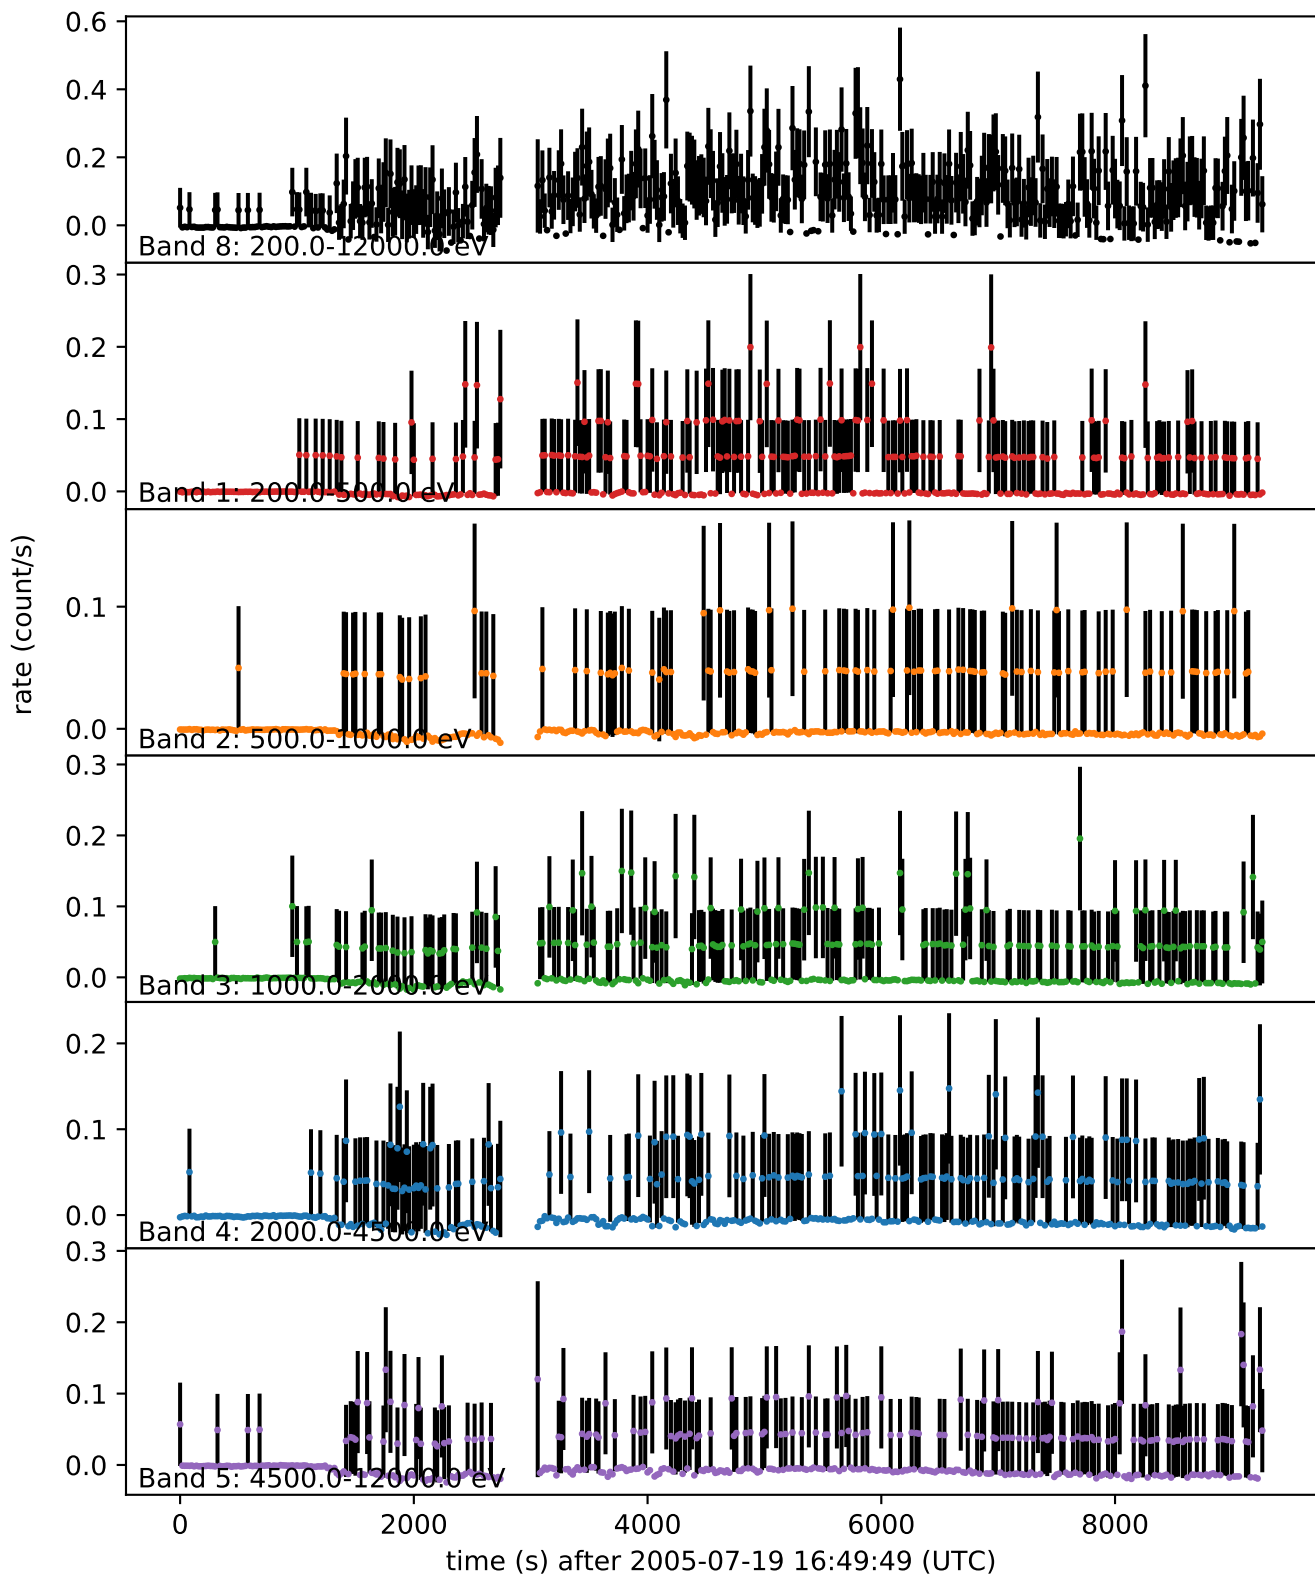 0.6
0.4
0.2
0.0
Band 8: 200.0-12000.0 eV
0.3
0.2
0.1
0.0
Band 1: 200.0-500.0 eV
0.1
0.0
Band 2: 500.0-1000.0 eV
rate (count/s)
0.3
0.2
0.1
0.0
Band 3: 1000.0-2000.0 eV
0.2
0.1
0.0
Band 4: 2000.0-4500.0 eV
0.3
0.2
0.1
0.0
Band 5: 4500.0-12000.0 eV
0 2000 4000 6000 8000
time (s) after 2005-07-19 16:49:49 (UTC)